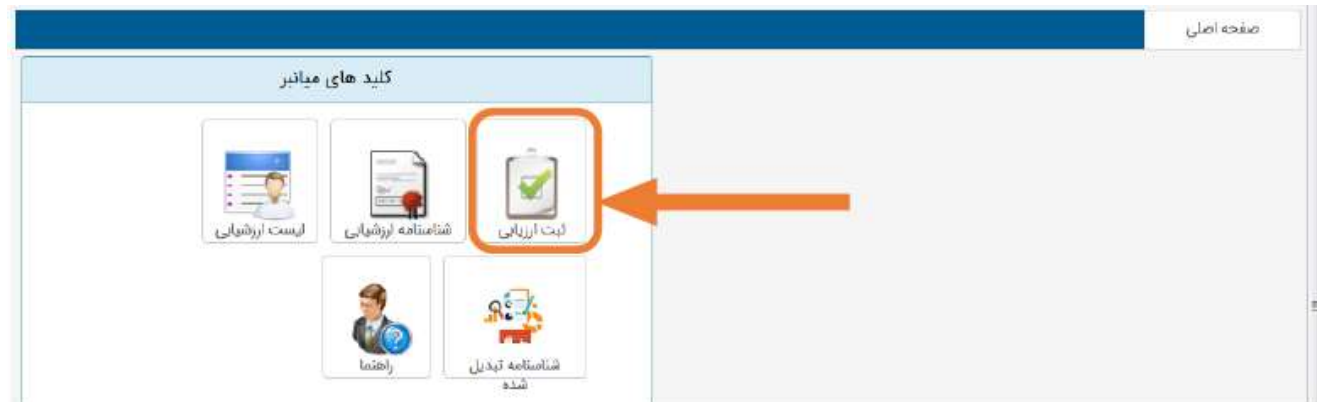 صفحه اصلی
کلید های میانبر
ثبت ارزیابی
شناسنامه ارزشیابی
لیست ارزشیابی
شناسنامه تبدیل
شده
راهنما